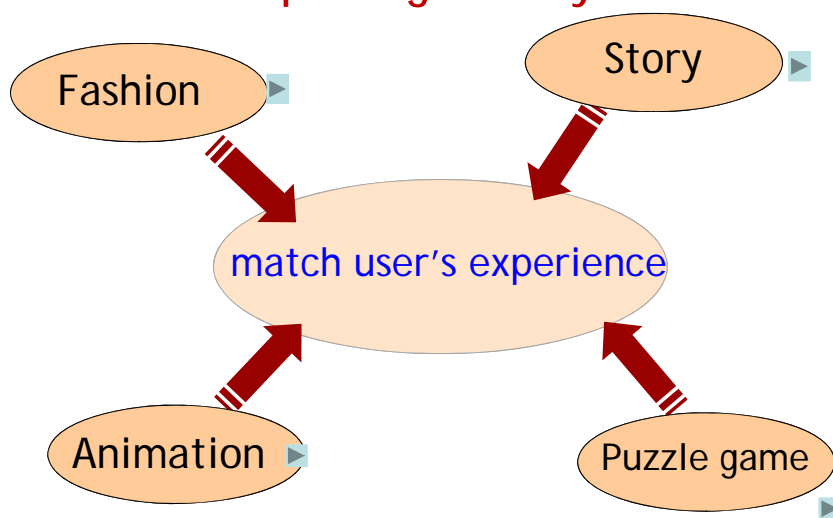 Story
Fashion
match user's experience
Animation
Puzzle game